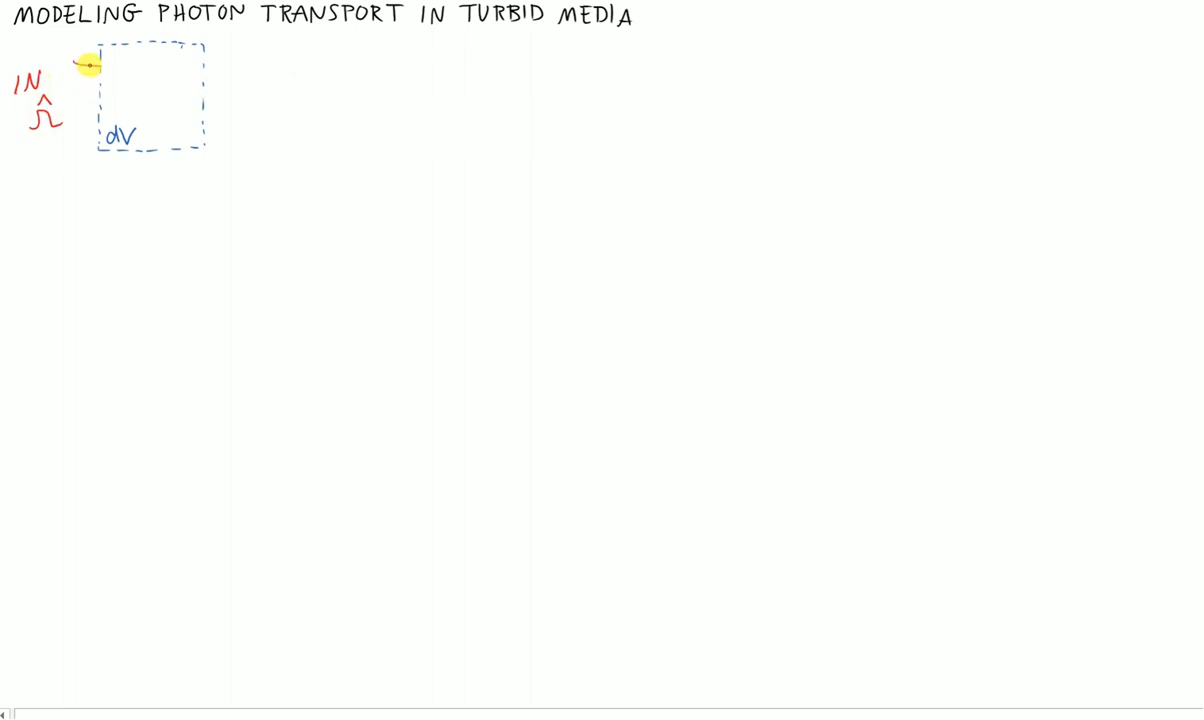 MODELING PHOTON TRANSPORT IN TURBID MEDIA
IN
Ω̂
dV